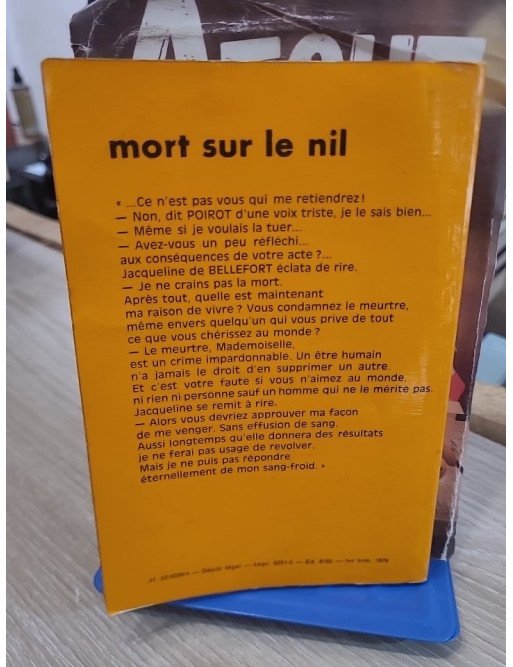 mort sur le nil
« ...Ce n'est pas vous qui me retiendrez !
— Non, dit POIROT d'une voix triste, je le sais bien...
— Même si je voulais la tuer...
— Avez-vous un peu réfléchi...
aux conséquences de votre acte ?...
Jacqueline de BELLEFORT éclata de rire.
— Je ne crains pas la mort.
Après tout, quelle est maintenant
ma raison de vivre ? Vous condamnez le meurtre,
même envers quelqu'un qui vous prive de tout
ce que vous chérissez au monde ?
— Le meurtre, Mademoiselle,
est un crime impardonnable. Un être humain
n'a jamais le droit d'en supprimer un autre.
Et c'est votre faute si vous n'aimez au monde,
ni rien ni personne sauf un homme qui ne le mérite pas.
Jacqueline se remit à rire.
— Alors vous devriez approuver ma façon
de me venger. Sans effusion de sang.
Aussi longtemps qu'elle donnera des résultats
je ne ferai pas usage de revolver.
Mais je ne puis pas répondre
éternellement de mon sang-froid. »
— Dépôt légal — Impr. — Ed. — 1er trim. 1976